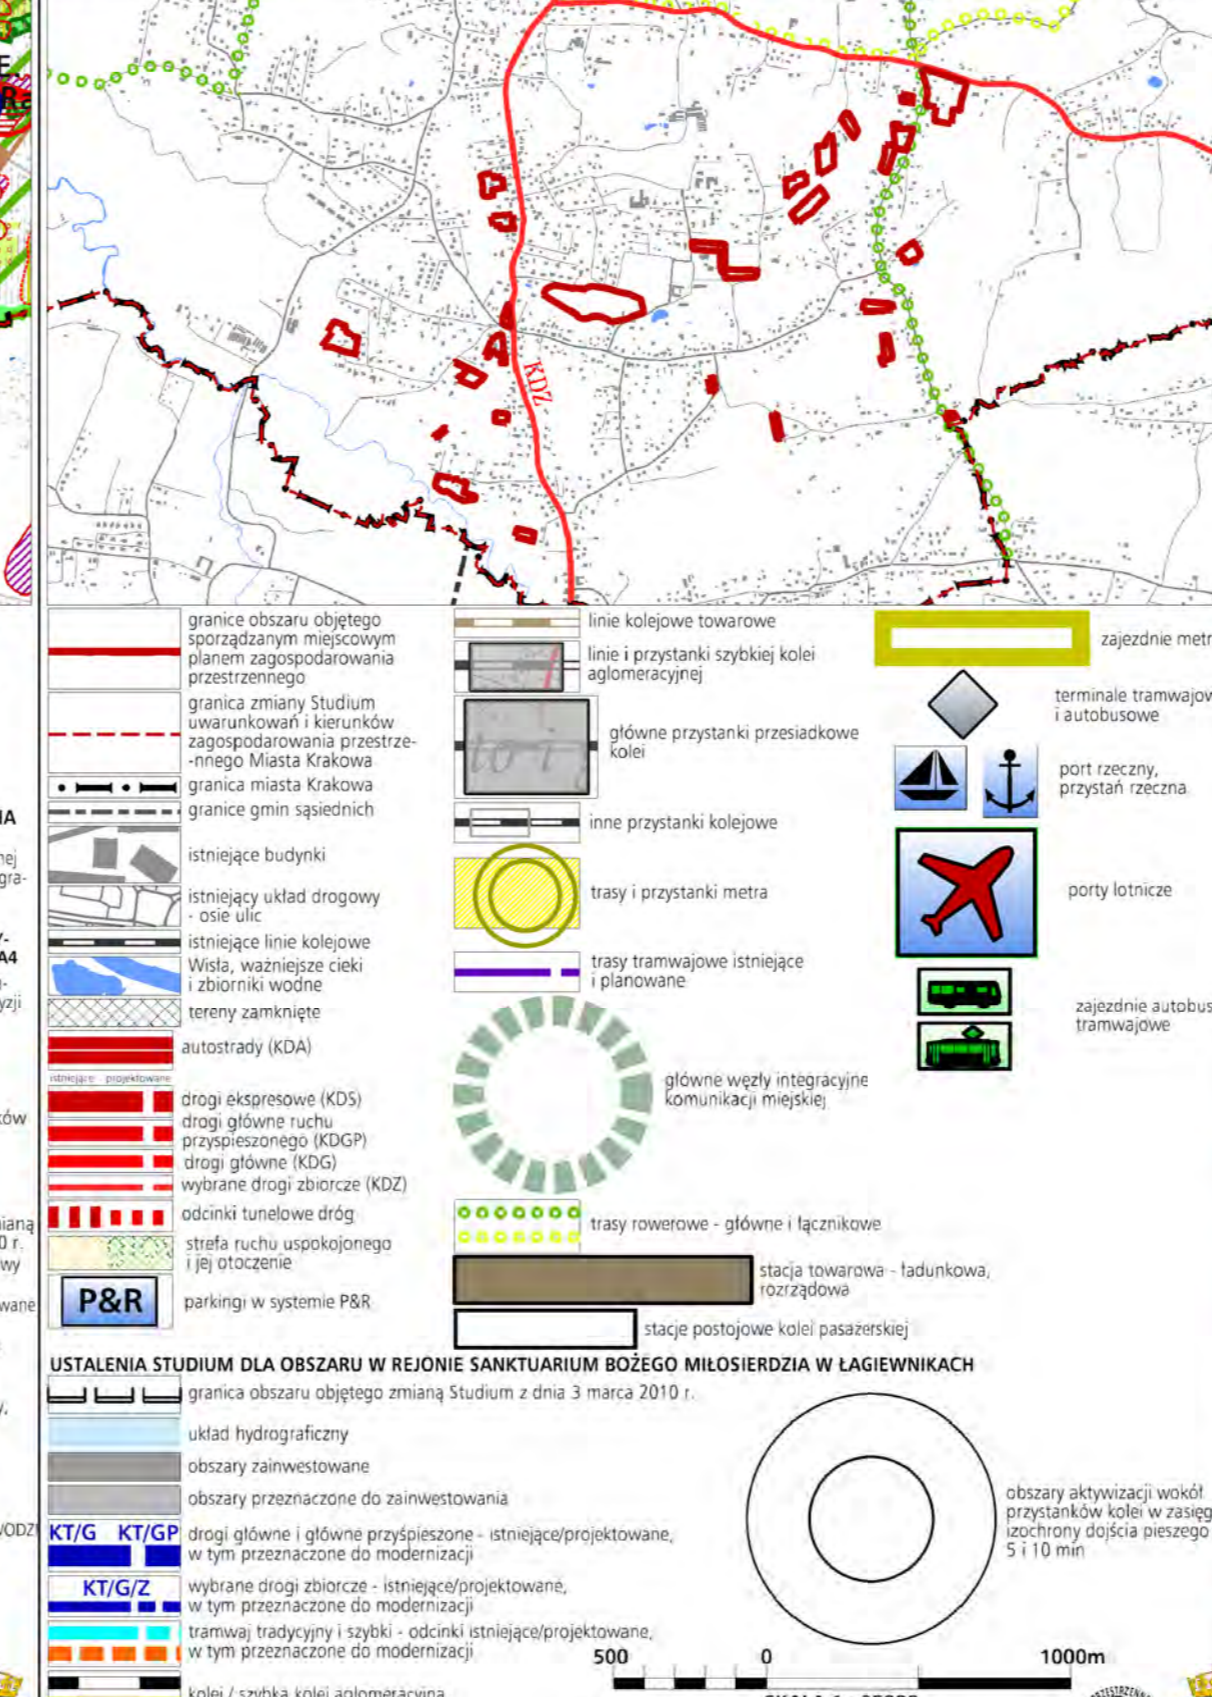 KDZ
granice obszaru objętego
sporządzanym miejscowym
planem zagospodarowania
przestrzennego
granica zmiany Studium
uwarunkowań i kierunków
zagospodarowania przestrze-
-nnego Miasta Krakowa
granica miasta Krakowa
granice gmin sąsiednich
istniejące budynki
istniejący układ drogowy
- osie ulic
istniejące linie kolejowe
Wisła, ważniejsze cieki
i zbiorniki wodne
tereny zamknięte
autostrady (KDA)
istniejące projektowane
drogi ekspresowe (KDS)
drogi główne ruchu
przyspieszonego (KDGP)
drogi główne (KDG)
wybrane drogi zbiorcze (KDZ)
odcinki tunelowe dróg
strefa ruchu uspokojonego
i jej otoczenie
P&R
parkingi w systemie P&R
linie kolejowe towarowe
linie i przystanki szybkiej kolei
aglomeracyjnej
główne przystanki przesiadkowe
kolei
inne przystanki kolejowe
trasy i przystanki metra
trasy tramwajowe istniejące
i planowane
główne węzły integracyjne
komunikacji miejskiej
trasy rowerowe - główne i łącznikowe
stacja towarowa - ładunkowa,
rozrządowa
stacje postojowe kolei pasażerskiej
zajezdnie metr
terminale tramwajow
i autobusowe
port rzeczny,
przystań rzeczna
porty lotnicze
zajezdnie autobus
tramwajowe
USTALENIA STUDIUM DLA OBSZARU W REJONIE SANKTUARIUM BOŻEGO MIŁOSIERDZIA W ŁAGIEWNIKACH
granica obszaru objętego zmianą Studium z dnia 3 marca 2010 r.
układ hydrograficzny
obszary zainwestowane
obszary przeznaczone do zainwestowania
KT/G KT/GP
drogi główne i główne przyśpieszone - istniejące/projektowane,
w tym przeznaczone do modernizacji
KT/G/Z
wybrane drogi zbiorcze - istniejące/projektowane,
w tym przeznaczone do modernizacji
tramwaj tradycyjny i szybki - odcinki istniejące/projektowane,
w tym przeznaczone do modernizacji
kolej / szybka kolej aglomeracyjna
obszary aktywizacji wokół
przystanków kolei w zasięg
izochrony dojścia pieszego
5 i 10 min
500 0 1000m